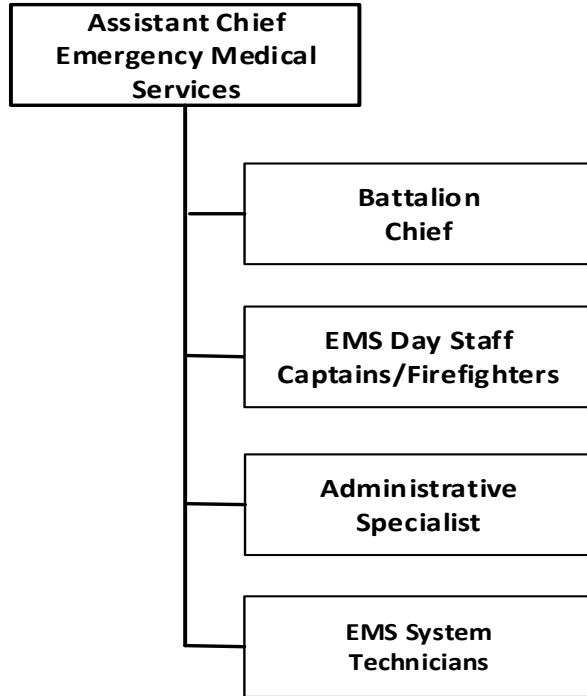 Assistant Chief
Emergency Medical
Services
Battalion
Chief
EMS Day Staff
Captains/Firefighters
Administrative
Specialist
EMS System
Technicians